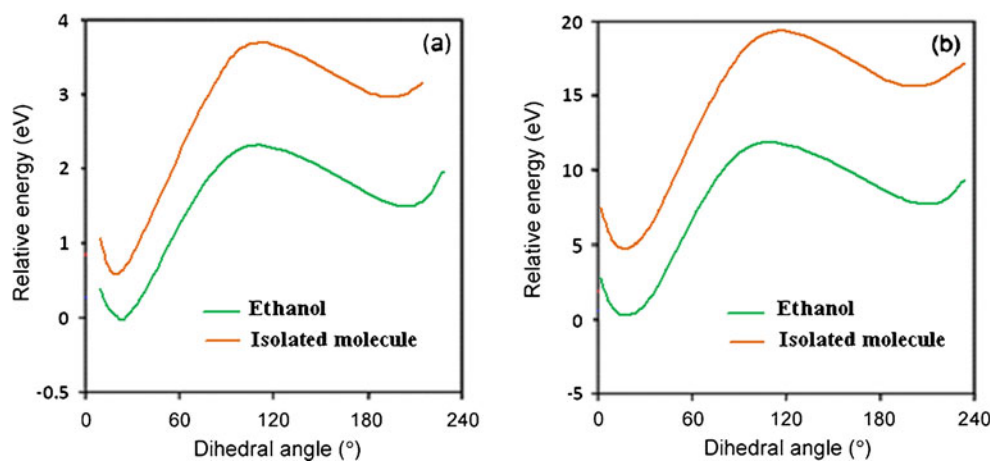 (a)
Relative energy (eV)
4
3
2
1
0
-0.5
0 60 120 180 240
Dihedral angle (°)
Ethanol
Isolated molecule
(b)
Relative energy (eV)
20
15
10
5
0
-5
0 60 120 180 240
Dihedral angle (°)
Ethanol
Isolated molecule